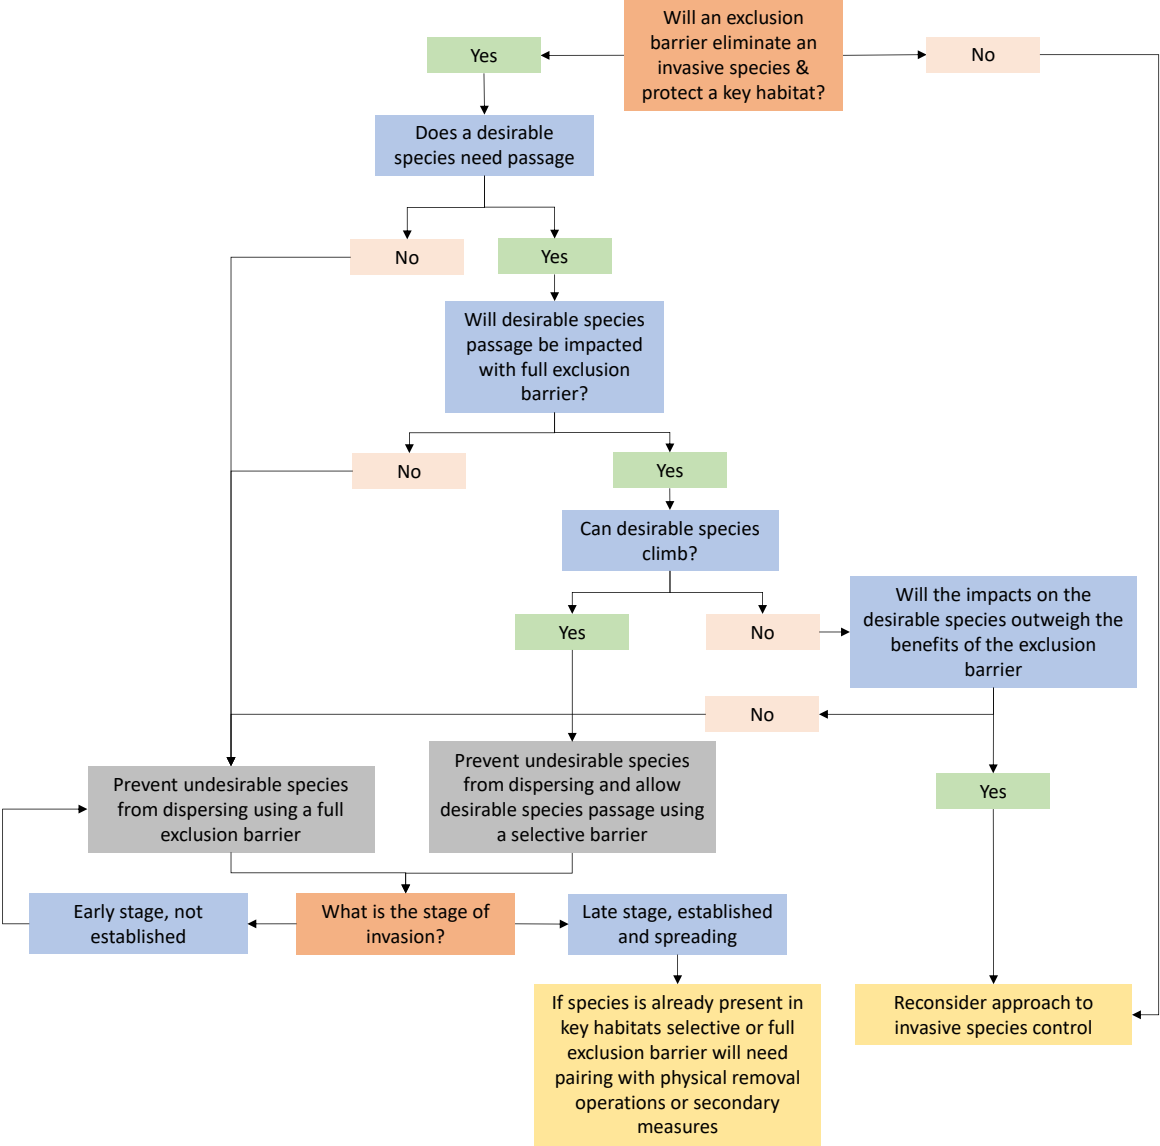 Will an exclusion
barrier eliminate an
invasive species &
protect a key habitat?
Yes
No
Does a desirable
species need passage
No
Yes
Will desirable species
passage be impacted
with full exclusion
barrier?
No
Yes
Can desirable species
climb?
Yes
No
Will the impacts on the
desirable species outweigh the
benefits of the exclusion
barrier
No
Yes
Prevent undesirable species
from dispersing using a full
exclusion barrier
Prevent undesirable species
from dispersing and allow
desirable species passage using
a selective barrier
Early stage, not
established
What is the stage of
invasion?
Late stage, established
and spreading
If species is already present in
key habitats selective or full
exclusion barrier will need
pairing with physical removal
operations or secondary
measures
Reconsider approach to
invasive species control